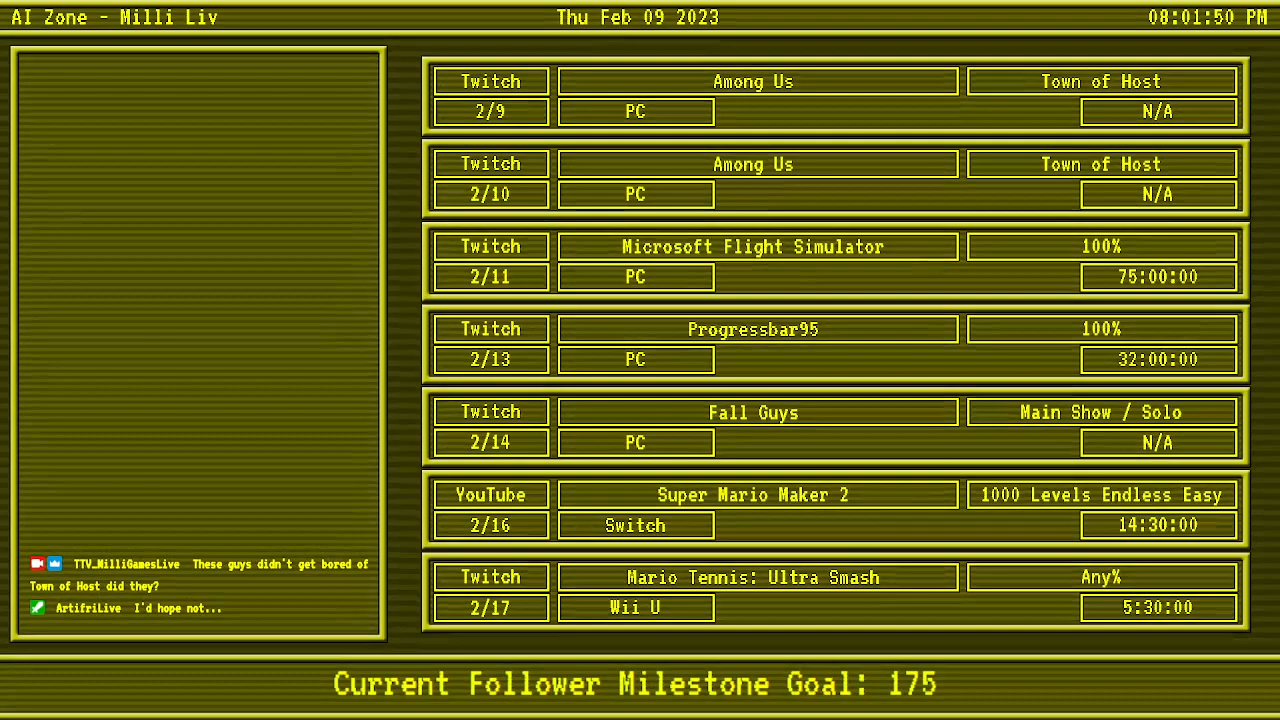 AI Zone - Milli Liv
Thu Feb 09 2023
08:01:50 PM
Twitch Among Us Town of Host
2/9 PC N/A
Twitch Among Us Town of Host
2/10 PC N/A
Twitch Microsoft Flight Simulator 100%
2/11 PC 75:00:00
Twitch Progressbar95 100%
2/13 PC 32:00:00
Twitch Fall Guys Main Show / Solo
2/14 PC N/A
YouTube Super Mario Maker 2 1000 Levels Endless Easy
2/16 Switch 14:30:00
Twitch Mario Tennis: Ultra Smash Any%
2/17 Wii U 5:30:00
TTV_MilliGamesLive These guys didn't get bored of
Town of Host did they?
ArtifriLive I'd hope not...
Current Follower Milestone Goal: 175